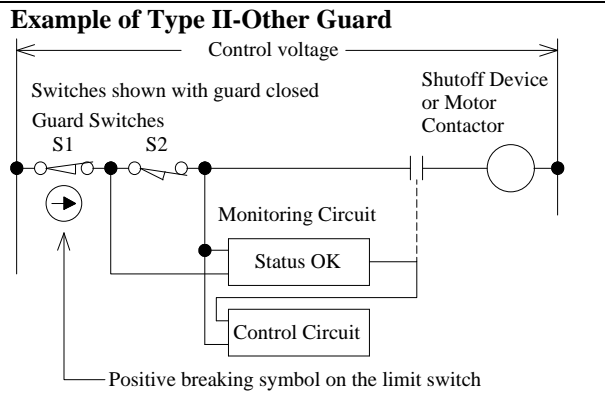 Example of Type II-Other Guard
Control voltage
Switches shown with guard closed
Shutoff Device
or Motor
Contactor
Guard Switches
S1
S2
Monitoring Circuit
Status OK
Control Circuit
Positive breaking symbol on the limit switch